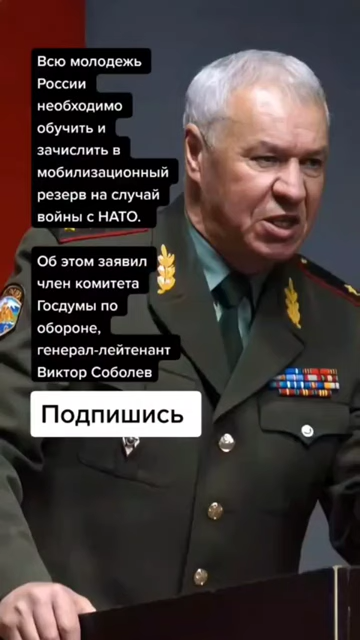 Всю молодежь
России
необходимо
обучить и
зачислить в
мобилизационный
резерв на случай
войны с НАТО.
Об этом заявил
член комитета
Госдумы по
обороне,
генерал-лейтенант
Виктор Соболев
Подпишись